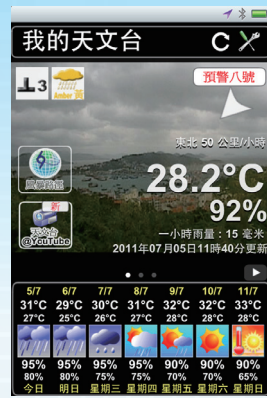 我的天文台
⊥3
Amber 黃
預警八號
東北 50 公里/小時
28.2°C
92%
風暴路徑
新
天文台
@YouTube
一小時雨量：15 毫米
2011年07月05日11時40分更新
5/7 6/7 7/7 8/7 9/7 10/7 11/7
31°C 29°C 30°C 31°C 32°C 32°C 33°C
27°C 25°C 26°C 27°C 28°C 28°C 28°C
95% 95% 95% 95% 90% 90% 90%
80% 80% 75% 75% 70% 70% 65%
今日 明日 星期三 星期四 星期五 星期六 星期日